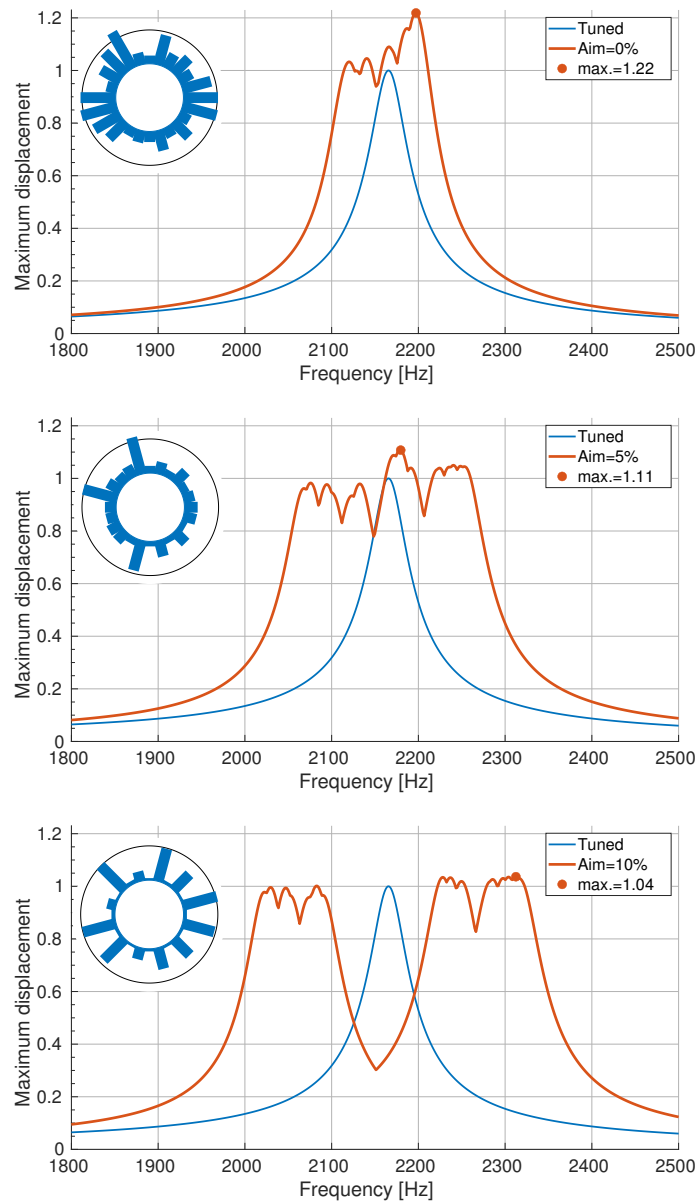 Maximum displacement
1.2
1
0.8
0.6
0.4
0.2
0
Tuned
Aim=0%
max.=1.22
1800 1900 2000 2100 2200 2300 2400 2500
Frequency [Hz]
Maximum displacement
1.2
1
0.8
0.6
0.4
0.2
0
Tuned
Aim=5%
max.=1.11
1800 1900 2000 2100 2200 2300 2400 2500
Frequency [Hz]
Maximum displacement
1.2
1
0.8
0.6
0.4
0.2
0
Tuned
Aim=10%
max.=1.04
1800 1900 2000 2100 2200 2300 2400 2500
Frequency [Hz]